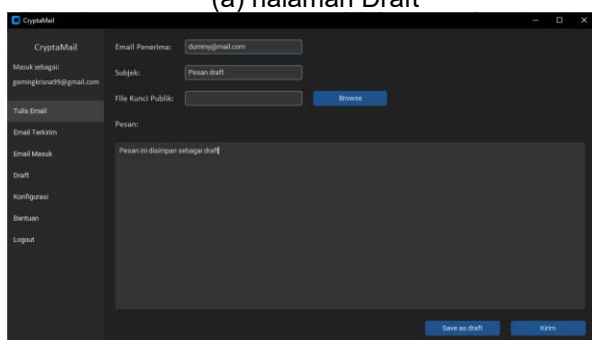 (a) halaman Draft
CryptaMail
CryptaMail
Masuk sebagai:
gemingkrisna99@gmail.com
Tulis Email
Email Terkirim
Email Masuk
Draft
Konfigurasi
Bantuan
Logout
Email Penerima: dummy@mail.com
Subjek: Pesan draft
File Kunci Publik: Browse
Pesan:
Pesan ini disimpan sebagai draft
Save as draft Kirim